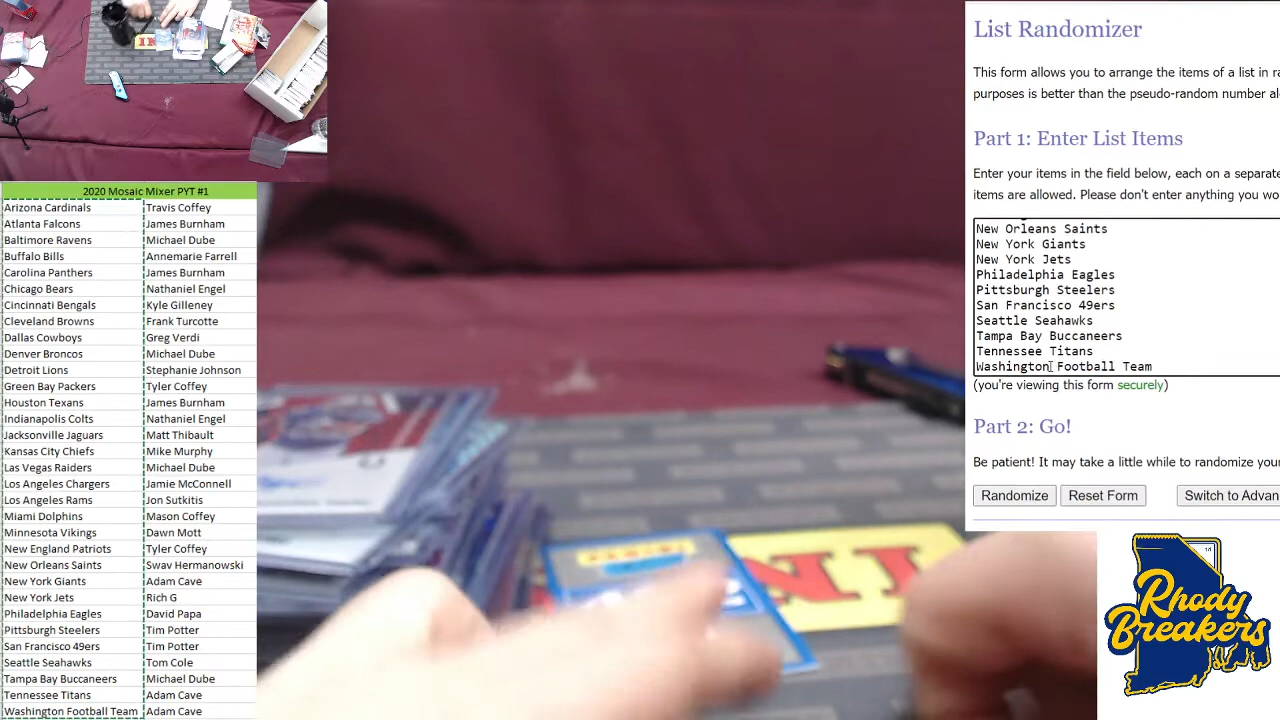 2020 Mosaic Mixer PYT #1
Arizona Cardinals Travis Coffey
Atlanta Falcons James Burnham
Baltimore Ravens Michael Dube
Buffalo Bills Annemarie Farrell
Carolina Panthers James Burnham
Chicago Bears Nathaniel Engel
Cincinnati Bengals Kyle Gilleney
Cleveland Browns Frank Turcotte
Dallas Cowboys Greg Verdi
Denver Broncos Michael Dube
Detroit Lions Stephanie Johnson
Green Bay Packers Tyler Coffey
Houston Texans James Burnham
Indianapolis Colts Nathaniel Engel
Jacksonville Jaguars Matt Thibault
Kansas City Chiefs Mike Murphy
Las Vegas Raiders Michael Dube
Los Angeles Chargers Jamie McConnell
Los Angeles Rams Jon Sutkitis
Miami Dolphins Mason Coffey
Minnesota Vikings Dawn Mott
New England Patriots Tyler Coffey
New Orleans Saints Swav Hermanowski
New York Giants Adam Cave
New York Jets Rich G
Philadelphia Eagles David Papa
Pittsburgh Steelers Tim Potter
San Francisco 49ers Tim Potter
Seattle Seahawks Tom Cole
Tampa Bay Buccaneers Michael Dube
Tennessee Titans Adam Cave
Washington Football Team Adam Cave
PANINI
List Randomizer
This form allows you to arrange the items of a list in ra
purposes is better than the pseudo-random number al
Part 1: Enter List Items
Enter your items in the field below, each on a separate
items are allowed. Please don't enter anything you wo
New Orleans Saints
New York Giants
New York Jets
Philadelphia Eagles
Pittsburgh Steelers
San Francisco 49ers
Seattle Seahawks
Tampa Bay Buccaneers
Tennessee Titans
Washington Football Team
(you're viewing this form securely)
Part 2: Go!
Be patient! It may take a little while to randomize your
Randomize Reset Form Switch to Advan
Rhody
Breakers